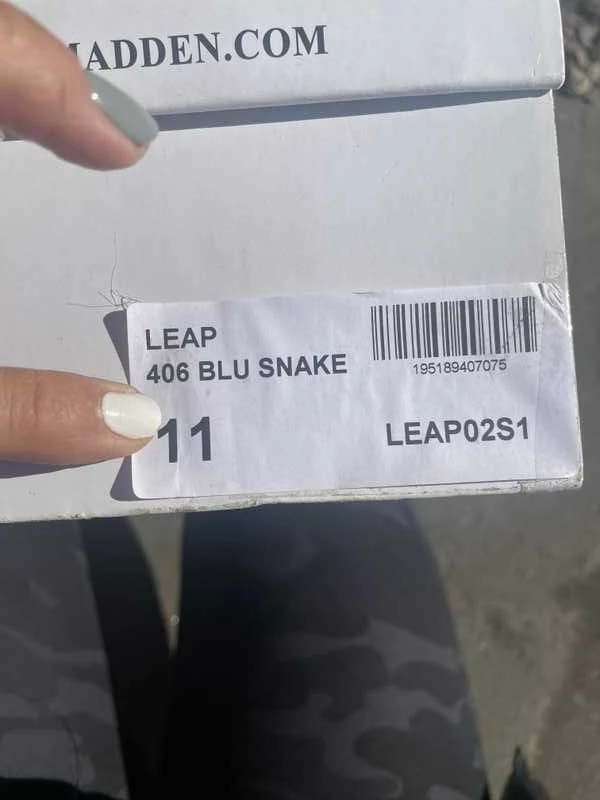 MADDEN.COM
LEAP
406 BLU SNAKE
195189407075
11
LEAP02S1